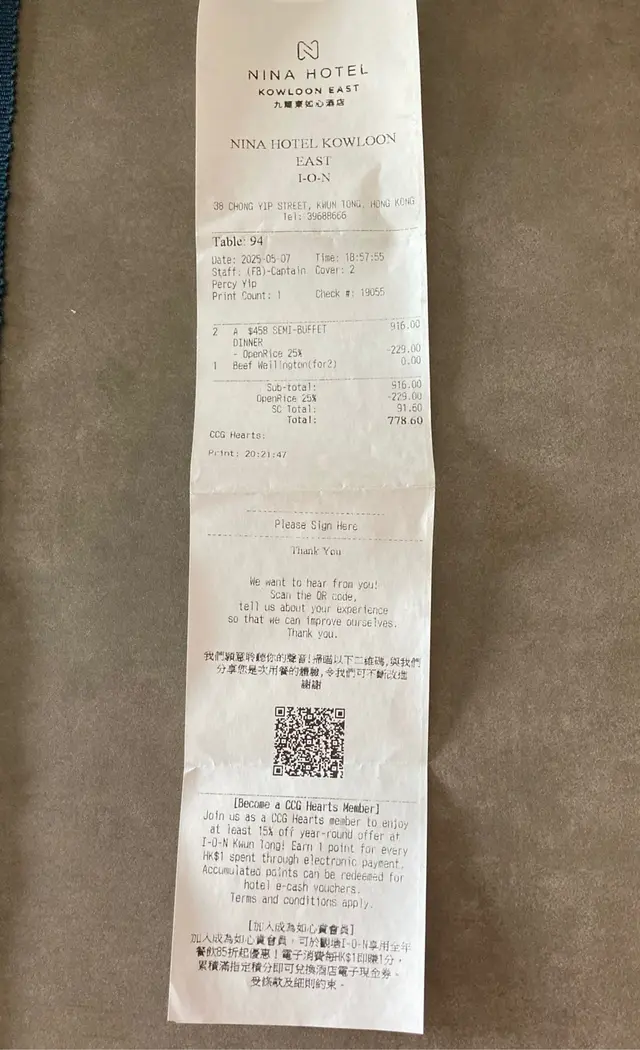 NINA HOTEL
KOWLOON EAST
九龍東如心酒店
NINA HOTEL KOWLOON
EAST
I-O-N
38 CHONG YIP STREET, KWUN TONG, HONG KONG
Tel: 39688666
Table: 94
Date: 2025-05-07 Time: 18:57:55
Staff: (FB)-Captain Cover: 2
Percy Yip
Print Count: 1 Check #: 19055
2 A $458 SEMI-BUFFET 916.00
DINNER
- OpenRice 25% -229.00
1 Beef Wellington(for2) 0.00
Sub-total: 916.00
OpenRice 25% -229.00
SC Total: 91.60
Total: 778.60
CCG Hearts:
Print: 20:21:47
Please Sign Here
Thank You
We want to hear from you!
Scan the QR code,
tell us about your experience
so that we can improve ourselves.
Thank you.
我們願意聆聽你的聲音!掃瞄以下二維碼,與我們
分享您是次用餐的體驗,令我們可不斷改進
謝謝
[Become a CCG Hearts Member]
Join us as a CCG Hearts member to enjoy
at least 15% off year-round offer at
I-O-N Kwun Tong! Earn 1 point for every
HK$1 spent through electronic payment.
Accumulated points can be redeemed for
hotel e-cash vouchers.
Terms and conditions apply.
[加入成為如心賞會員]
加入成為如心賞會員，可於觀塘I-O-N享用全年
餐飲85折起優惠！電子消費每HK$1即賺1分，
累積滿指定積分即可兌換酒店電子現金券。
受條款及細則約束。